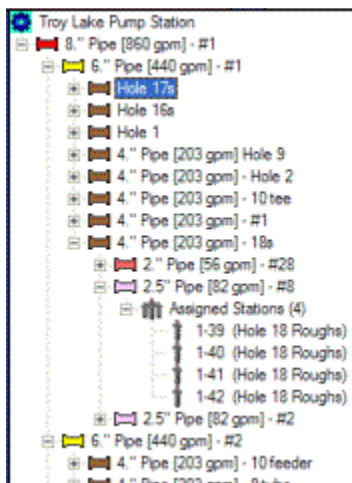 Troy Lake Pump Station
8." Pipe [860 gpm] - #1
6." Pipe [440 gpm] - #1
Hole 17s
Hole 16s
Hole 1
4." Pipe [203 gpm] Hole 9
4." Pipe [203 gpm] - Hole 2
4." Pipe [203 gpm] - 10 tee
4." Pipe [203 gpm] - #1
4." Pipe [203 gpm] - 18s
2." Pipe [56 gpm] - #28
2.5" Pipe [82 gpm] - #8
Assigned Stations (4)
1-39 (Hole 18 Roughs)
1-40 (Hole 18 Roughs)
1-41 (Hole 18 Roughs)
1-42 (Hole 18 Roughs)
2.5" Pipe [82 gpm] - #2
6." Pipe [440 gpm] - #2
4." Pipe [203 gpm] - 10 feeder
4." Pipe [203 gpm] -